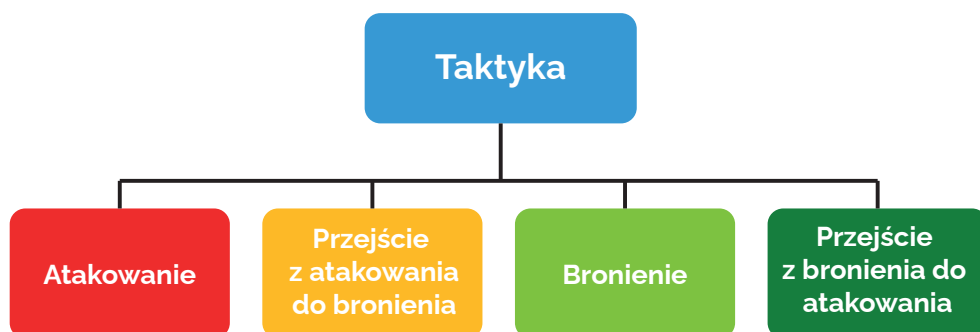 Taktyka
Atakowanie
Przejście
z atakowania
do bronienia
Bronienie
Przejście
z bronienia do
atakowania